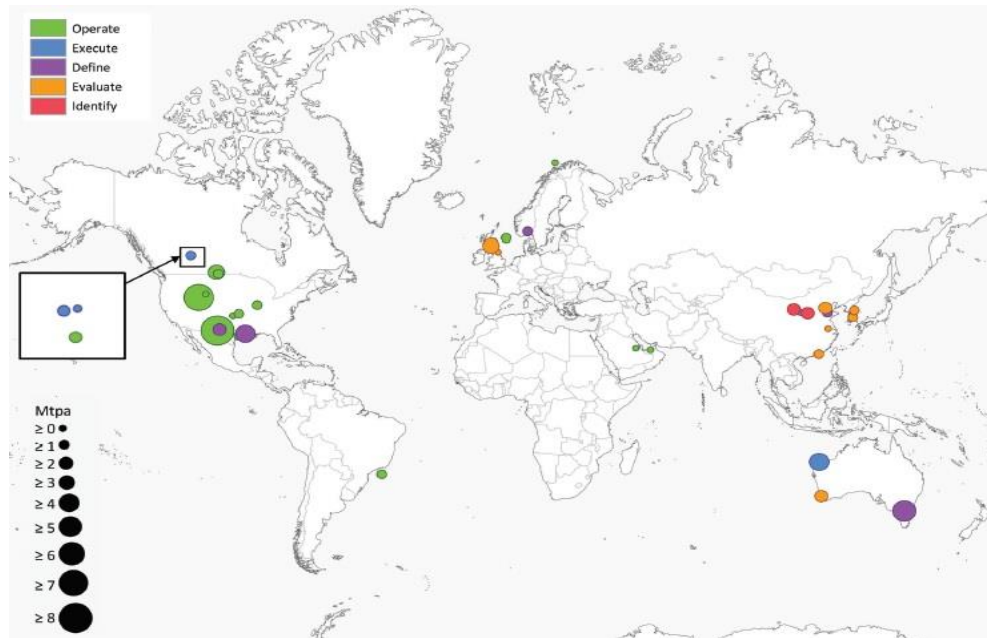 Operate
Execute
Define
Evaluate
Identify
Mtpa
≥ 0
≥ 1
≥ 2
≥ 3
≥ 4
≥ 5
≥ 6
≥ 7
≥ 8